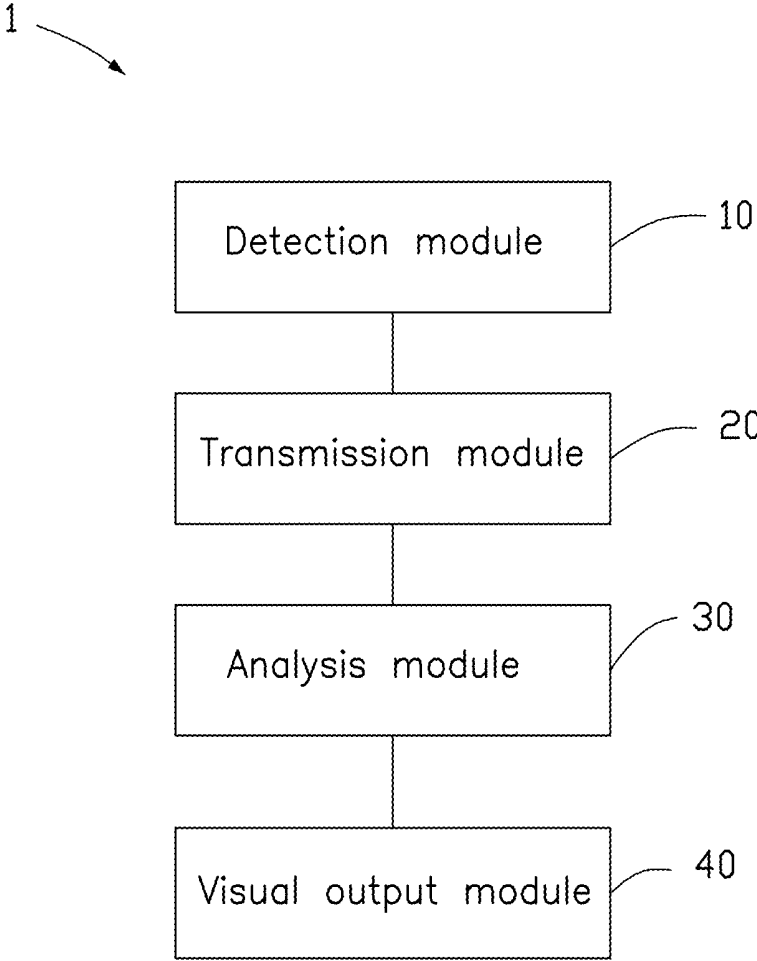 1
Detection module
10
Transmission module
20
Analysis module
30
Visual output module
40